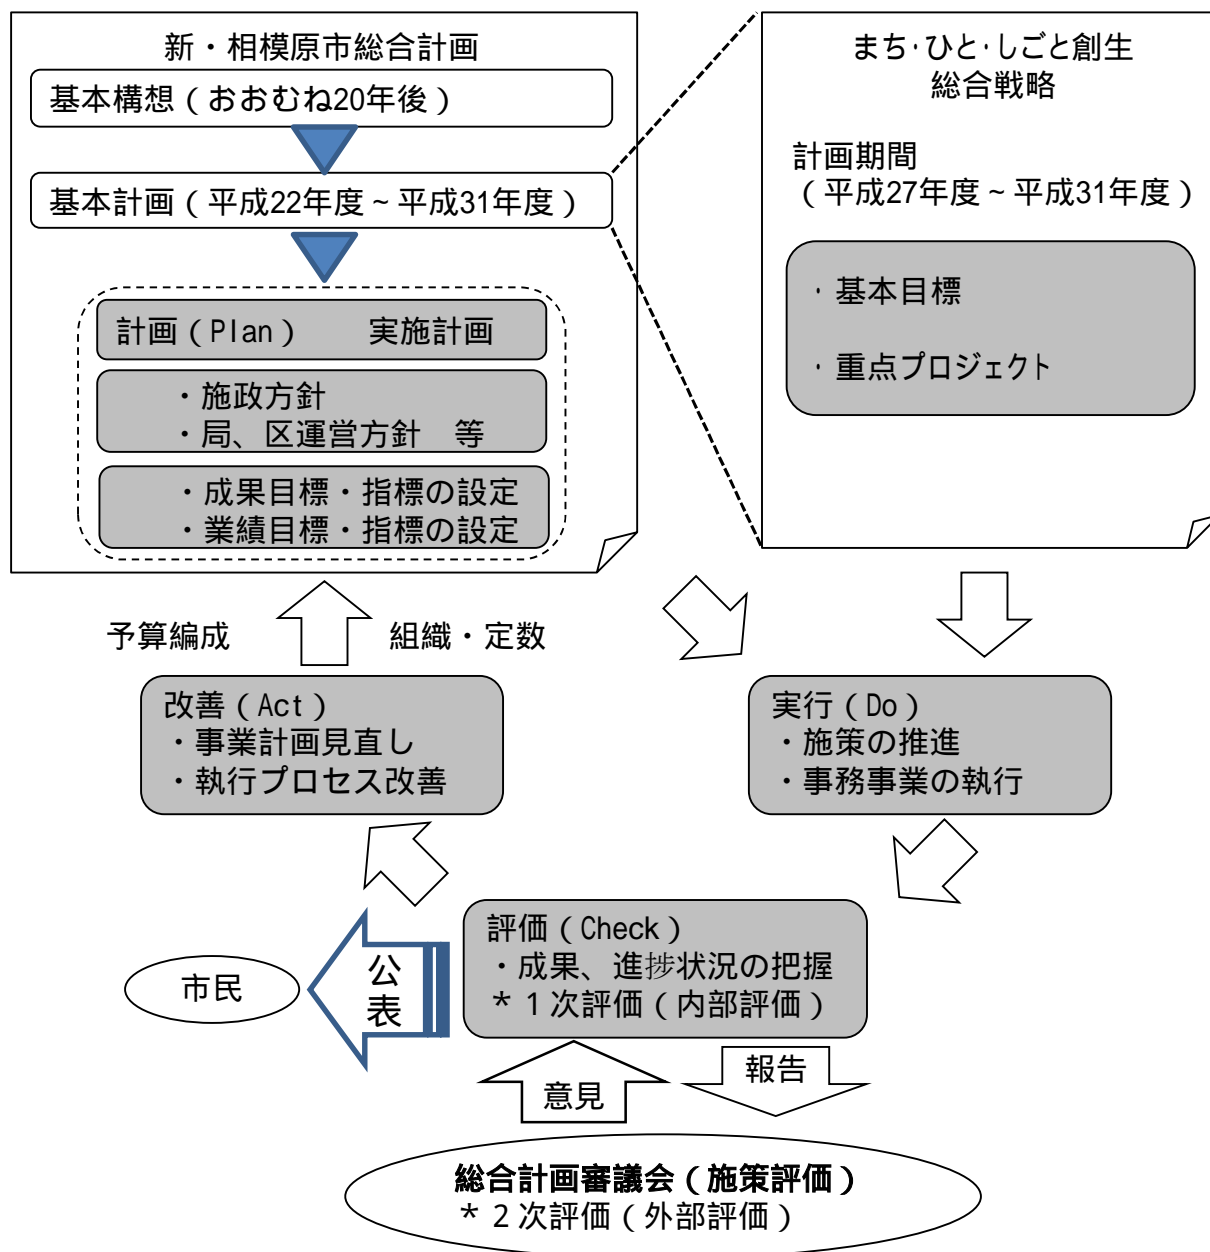 新・相模原市総合計画
基本構想（おおむね20年後）
基本計画（平成22年度～平成31年度）
計画（Plan）　　実施計画
・施政方針
・局、区運営方針　等
・成果目標・指標の設定
・業績目標・指標の設定
まち・ひと・しごと創生
総合戦略
計画期間
（平成27年度～平成31年度）
・基本目標
・重点プロジェクト
予算編成
組織・定数
改善（Act）
・事業計画見直し
・執行プロセス改善
実行（Do）
・施策の推進
・事務事業の執行
評価（Check）
・成果、進捗状況の把握
＊１次評価（内部評価）
公
表
市民
意見
報告
総合計画審議会（施策評価）
＊２次評価（外部評価）